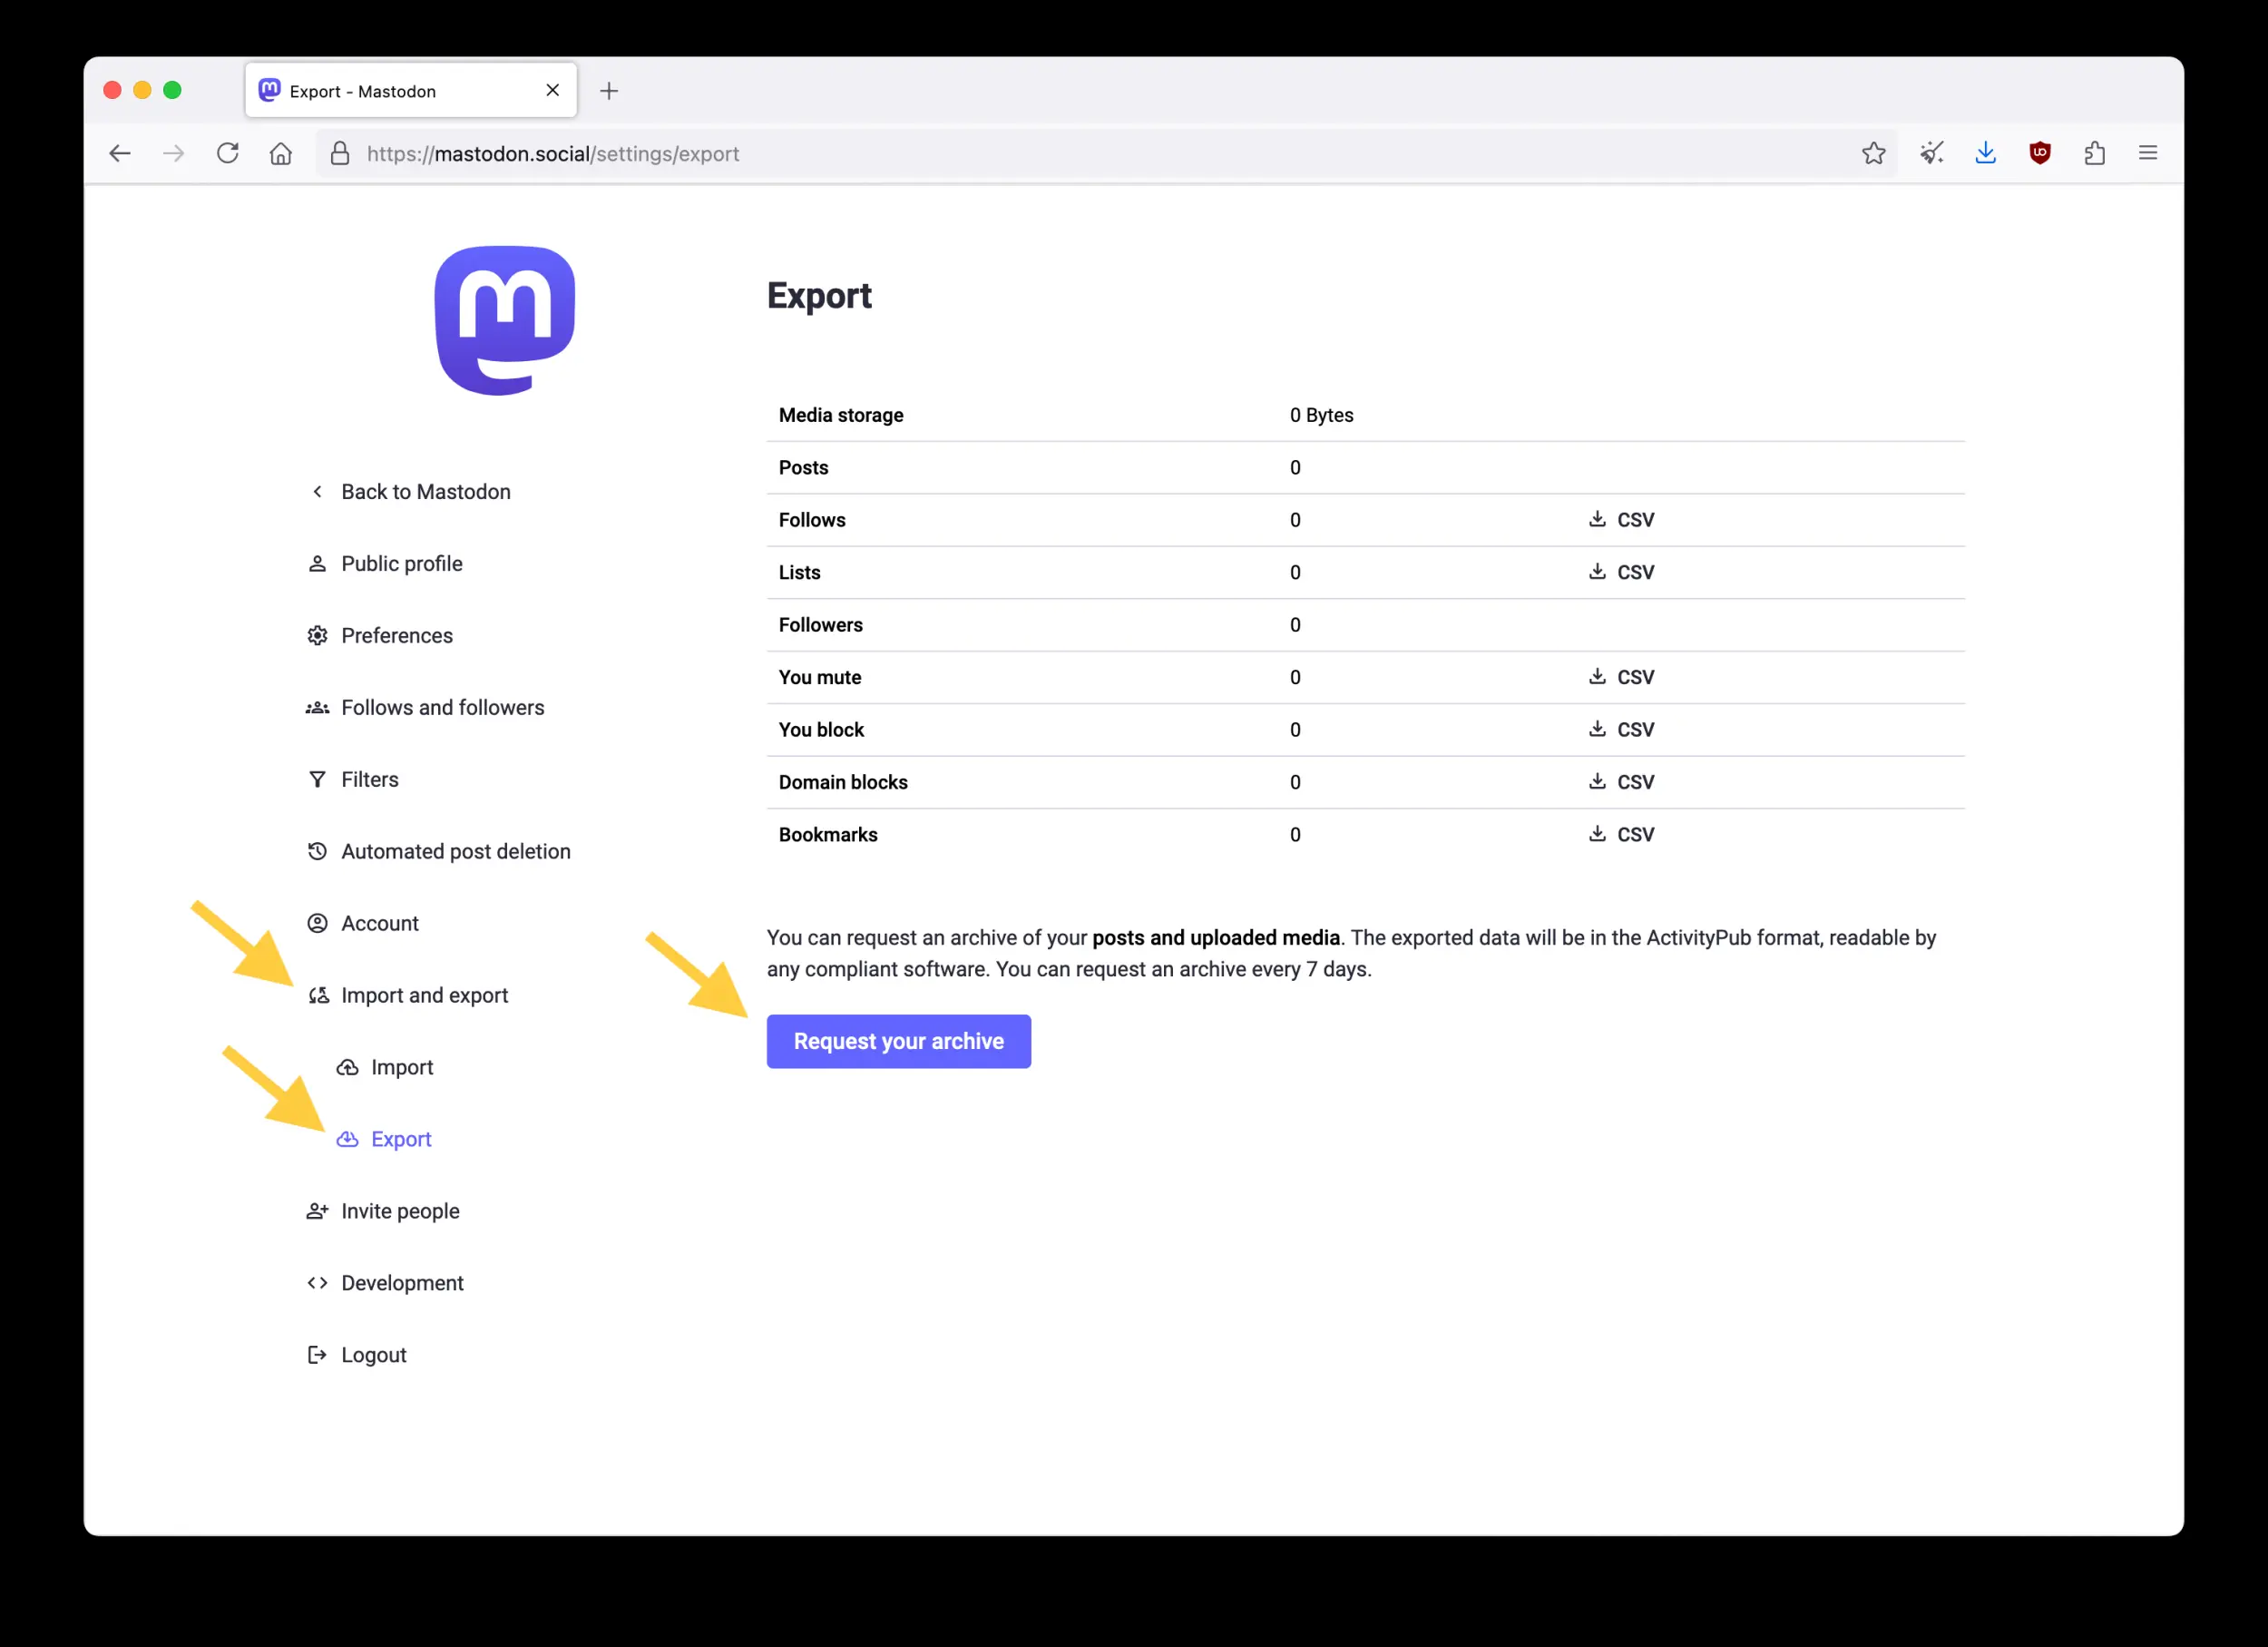 Export - Mastodon
https://mastodon.social/settings/export
Export
Media storage 0 Bytes
Posts 0
Follows 0 CSV
Lists 0 CSV
Followers 0
You mute 0 CSV
You block 0 CSV
Domain blocks 0 CSV
Bookmarks 0 CSV
You can request an archive of your posts and uploaded media. The exported data will be in the ActivityPub format, readable by
any compliant software. You can request an archive every 7 days.
Request your archive
Back to Mastodon
Public profile
Preferences
Follows and followers
Filters
Automated post deletion
Account
Import and export
Import
Export
Invite people
Development
Logout